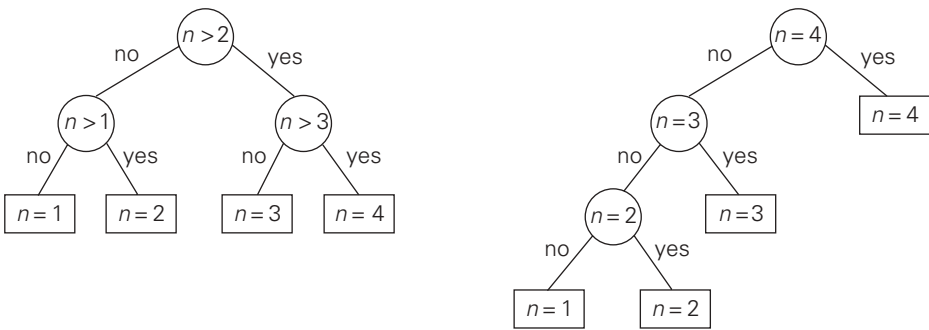 n > 2
no
yes
n > 1
n > 3
no
yes
no
yes
n = 1
n = 2
n = 3
n = 4
n = 4
no
yes
n = 3
n = 4
no
yes
n = 2
n = 3
no
yes
n = 1
n = 2